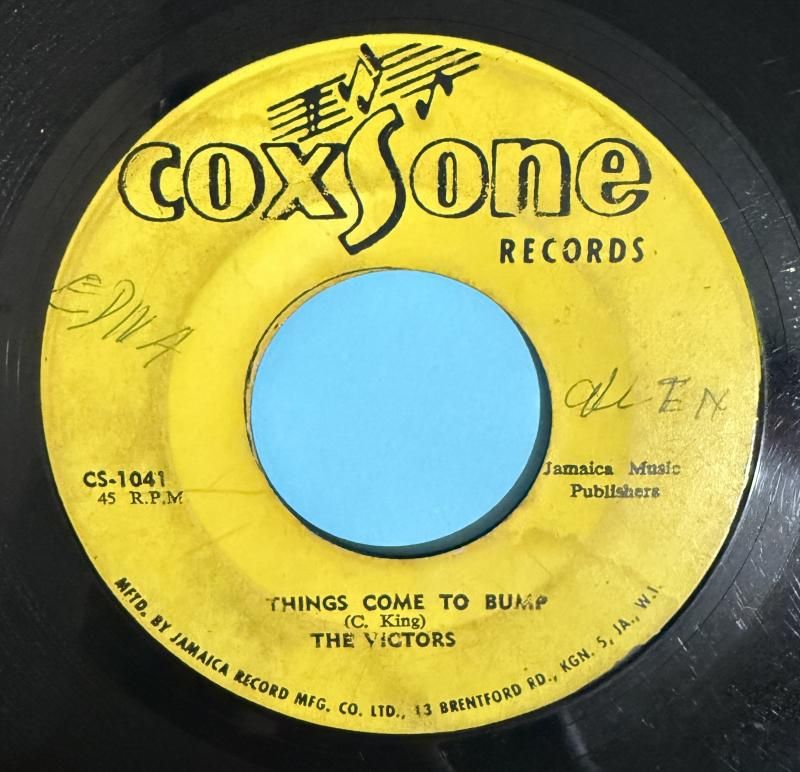 coxSone
RECORDS
EDNA
ALLEN
CS-1041
45 R.P.M
Jamaica Music
Publishers
THINGS COME TO BUMP
(C. King)
THE VICTORS
MFTD. BY JAMAICA RECORD MFG. CO. LTD., 13 BRENTFORD RD., KGN. 5, JA., W.I.